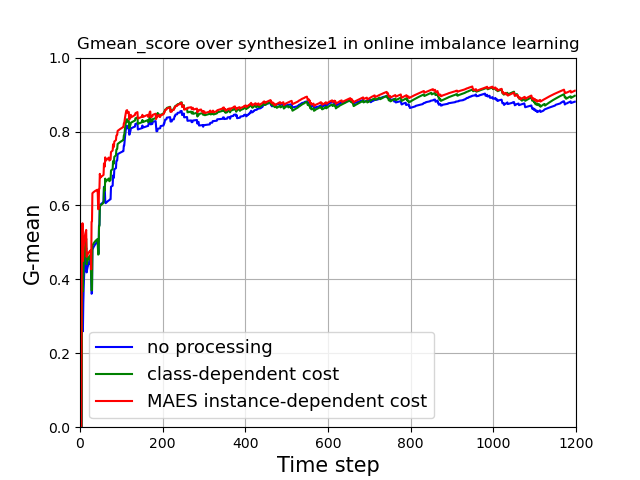 Gmean_score over synthesize1 in online imbalance learning
1.0
0.8
0.6
0.4
0.2
0.0
G-mean
no processing
class-dependent cost
MAES instance-dependent cost
0 200 400 600 800 1000 1200
Time step